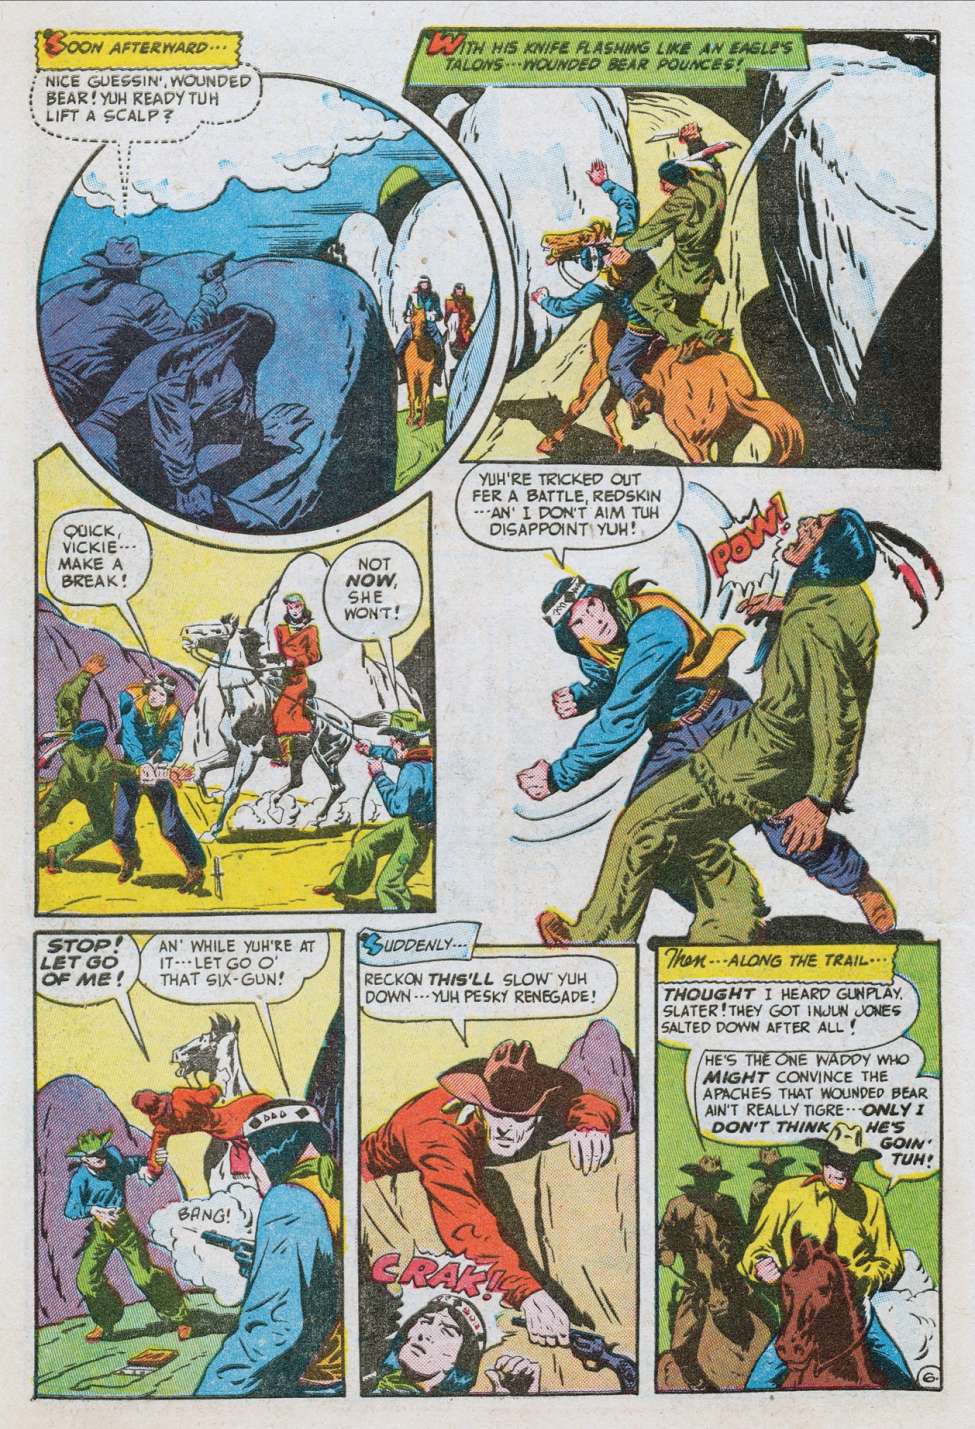 SOON AFTERWARD...
NICE GUESSIN', WOUNDED
BEAR! YUH READY TUH
LIFT A SCALP?
WITH HIS KNIFE FLASHING LIKE AN EAGLE'S
TALONS... WOUNDED BEAR POUNCES!
QUICK,
VICKIE...
MAKE A
BREAK!
NOT
NOW,
SHE
WON'T!
YUH'RE TRICKED OUT
FER A BATTLE, REDSKIN
...AN' I DON'T AIM TUH
DISAPPOINT YUH!
POW!
STOP!
LET GO
OF ME!
AN' WHILE YUH'RE AT
IT... LET GO O'
THAT SIX-GUN!
BANG!
SUDDENLY...
RECKON THIS'LL SLOW YUH
DOWN... YUH PESKY RENEGADE!
CRAK!
Then...ALONG THE TRAIL...
THOUGHT I HEARD GUNPLAY,
SLATER! THEY GOT INJUN JONES
SALTED DOWN AFTER ALL!
HE'S THE ONE WADDY WHO
MIGHT CONVINCE THE
APACHES THAT WOUNDED BEAR
AIN'T REALLY TIGRE... ONLY I
DON'T THINK HE'S
GOIN'
TUH!
6